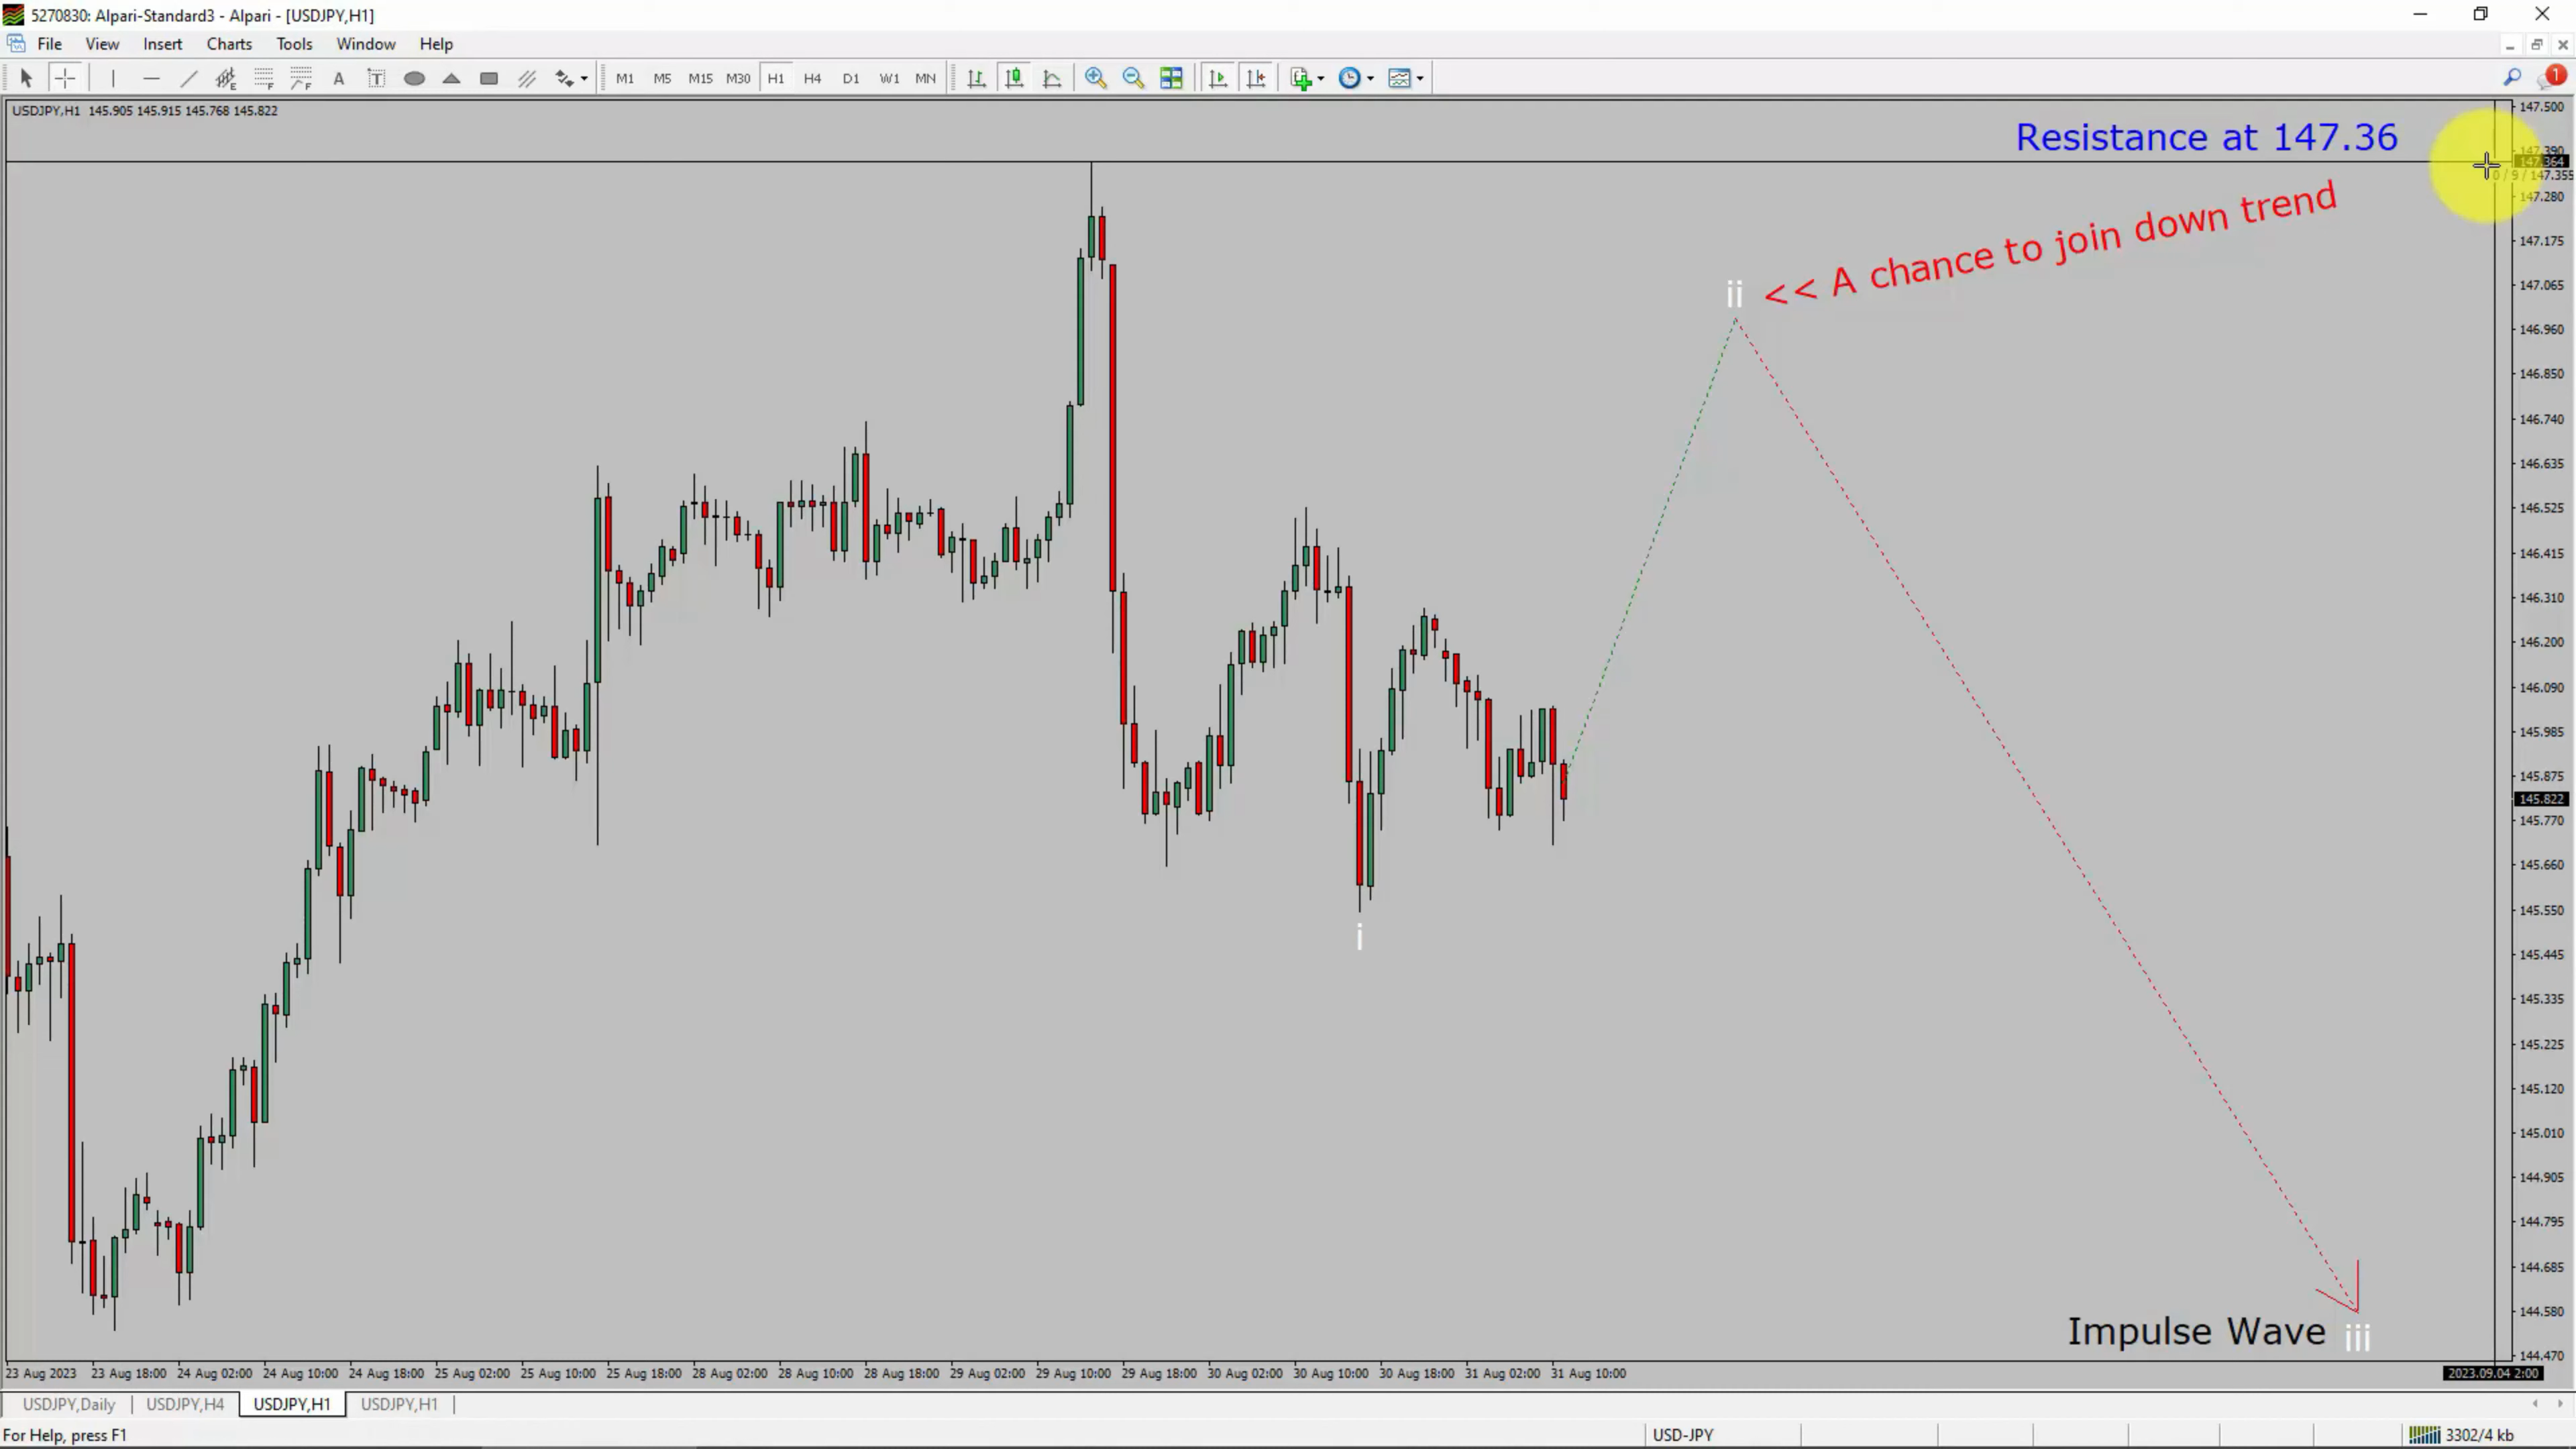 5270830: Alpari-Standard3 - Alpari - [USDJPY,H1]
File View Insert Charts Tools Window Help
A T M1 M5 M15 M30 H1 H4 D1 W1 MN 1
USDJPY,H1 145.905 145.915 145.768 145.822
147.500
Resistance at 147.36
147.390
147.364
0 / 9 / 147.355
<< A chance to join down trend
147.280
147.175
147.065
ii
146.960
146.850
146.740
146.635
146.525
146.415
146.310
146.200
146.090
145.985
145.875
145.822
145.770
145.660
145.550
i
145.445
145.335
145.225
145.120
145.010
144.905
144.795
144.685
144.580
Impulse Wave iii
144.470
23 Aug 2023 23 Aug 18:00 24 Aug 02:00 24 Aug 10:00 24 Aug 18:00 25 Aug 02:00 25 Aug 10:00 25 Aug 18:00 28 Aug 02:00 28 Aug 10:00 28 Aug 18:00 29 Aug 02:00 29 Aug 10:00 29 Aug 18:00 30 Aug 02:00 30 Aug 10:00 30 Aug 18:00 31 Aug 02:00 31 Aug 10:00 2023.09.04 2:00
USDJPY,Daily USDJPY,H4 USDJPY,H1 USDJPY,H1
For Help, press F1 USD-JPY 3302/4 kb